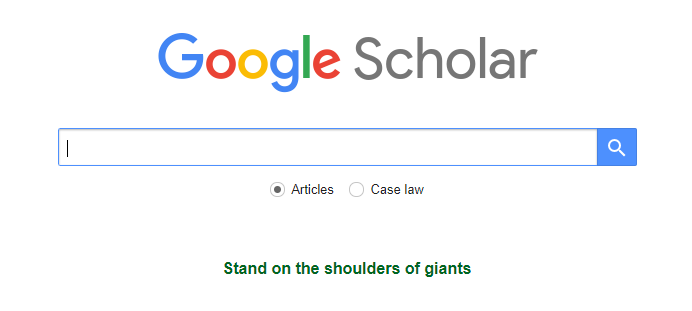 Google Scholar
Articles Case law
Stand on the shoulders of giants